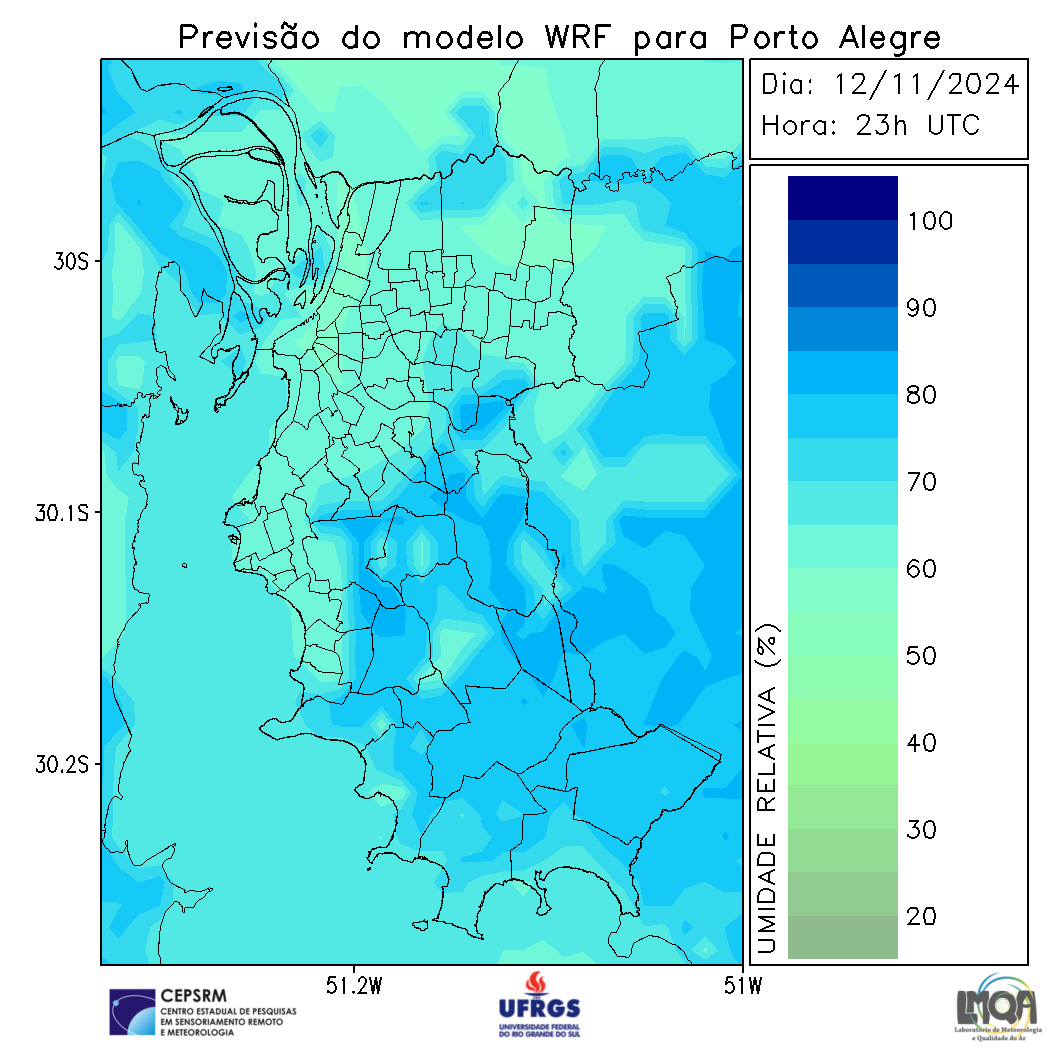 Previsão do modelo WRF para Porto Alegre
Dia: 12/11/2024
Hora: 23h UTC
100
90
80
70
60
50
40
30
20
UMIDADE RELATIVA (%)
30S
30.1S
30.2S
51.2W
51W
CEPSRM
CENTRO ESTADUAL DE PESQUISAS
EM SENSORIAMENTO REMOTO
E METEOROLOGIA
UFRGS
UNIVERSIDADE FEDERAL
DO RIO GRANDE DO SUL
LMQA
Laboratório de Meteorologia
e Qualidade do Ar